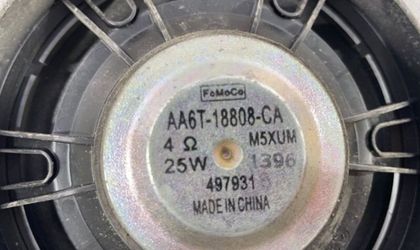 FoMoCo
AA6T-18808-CA
4 Ω M5XUM
25W 1396
497931
MADE IN CHINA